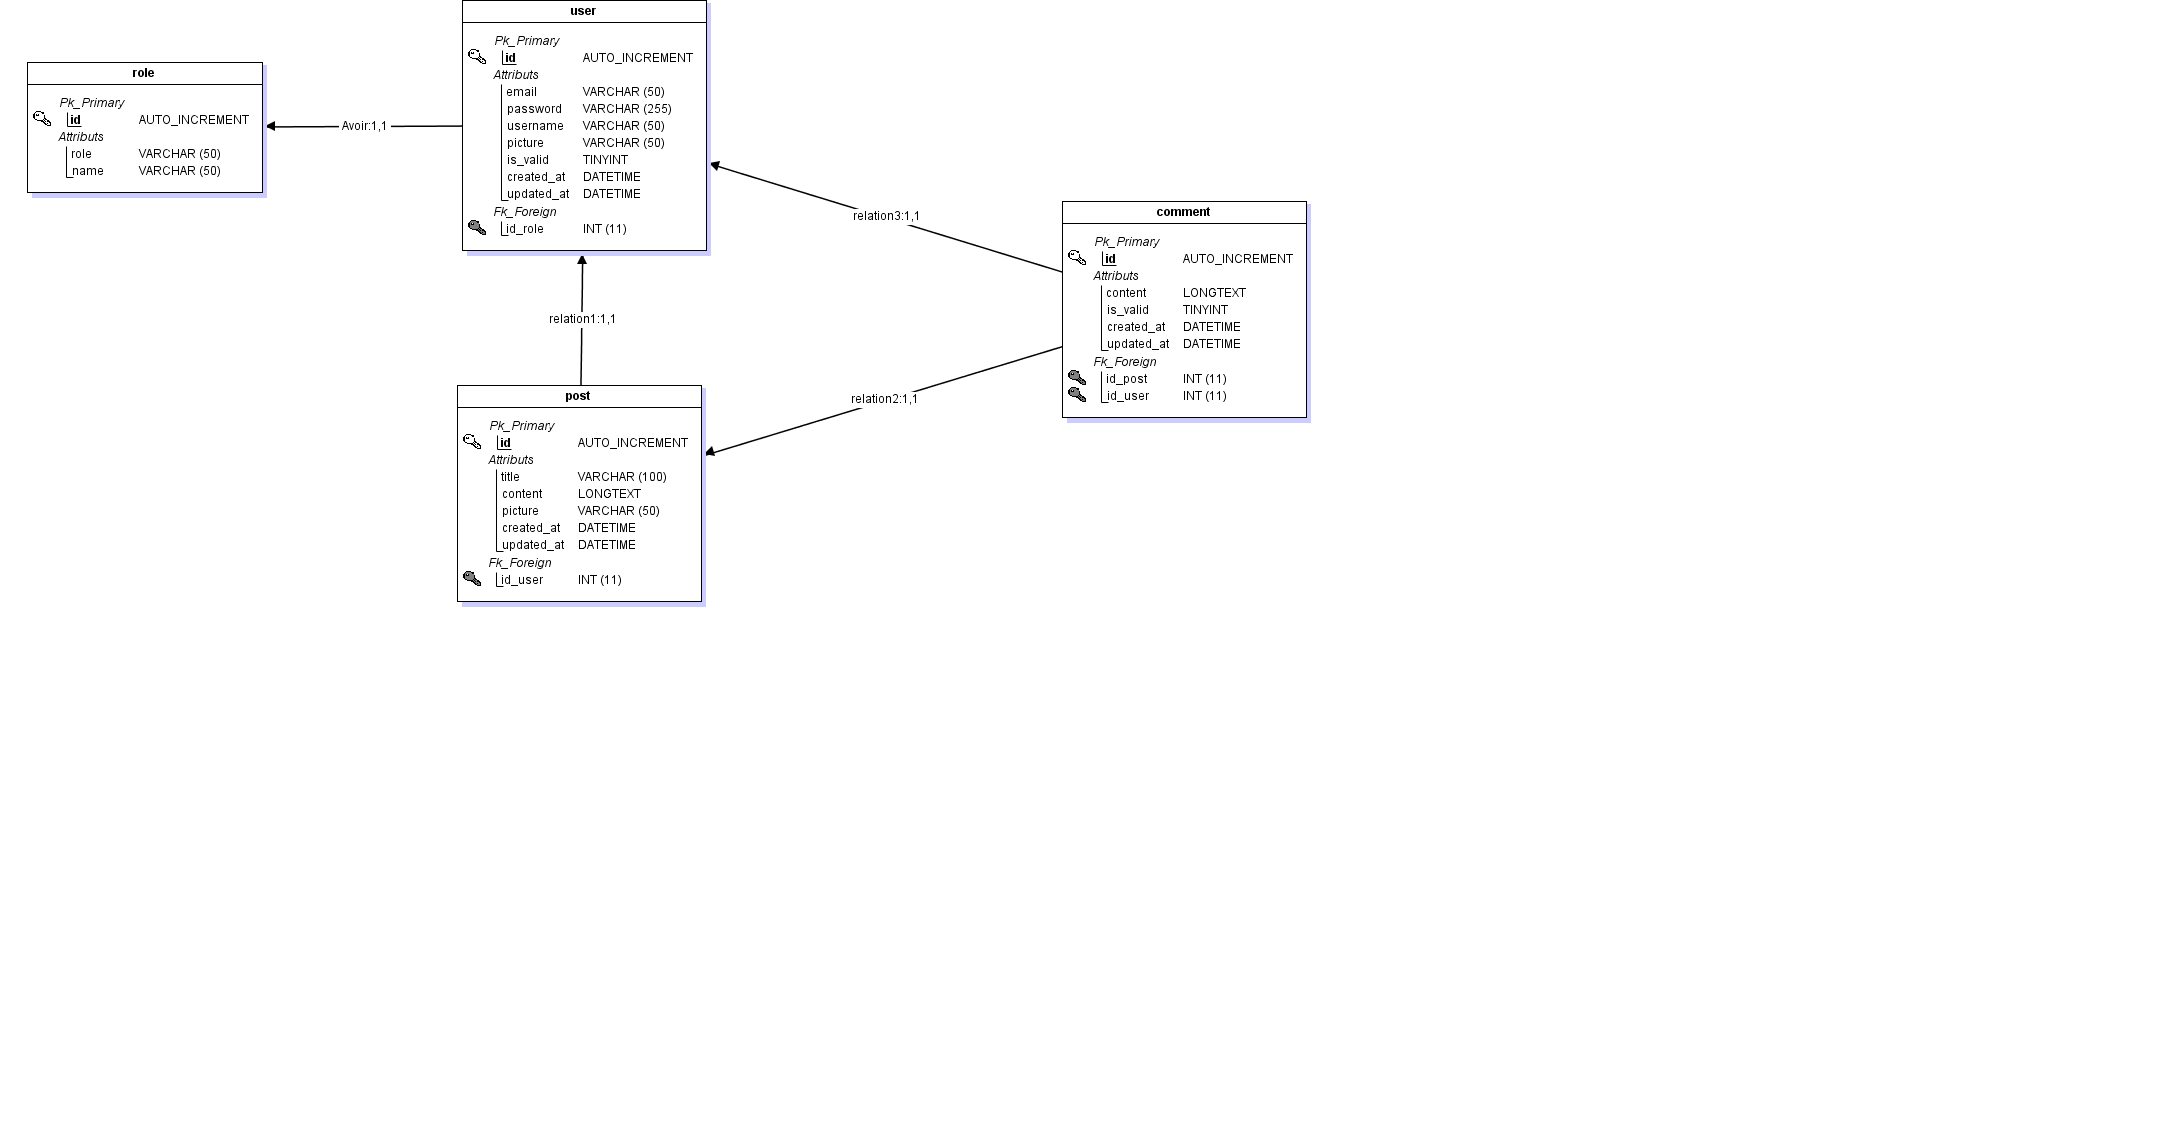 role
Pk_Primary
id AUTO_INCREMENT
Attributs
role VARCHAR (50)
name VARCHAR (50)
Avoir:1,1
user
Pk_Primary
id AUTO_INCREMENT
Attributs
email VARCHAR (50)
password VARCHAR (255)
username VARCHAR (50)
picture VARCHAR (50)
is_valid TINYINT
created_at DATETIME
updated_at DATETIME
Fk_Foreign
id_role INT (11)
relation3:1,1
relation1:1,1
relation2:1,1
comment
Pk_Primary
id AUTO_INCREMENT
Attributs
content LONGTEXT
is_valid TINYINT
created_at DATETIME
updated_at DATETIME
Fk_Foreign
id_post INT (11)
id_user INT (11)
post
Pk_Primary
id AUTO_INCREMENT
Attributs
title VARCHAR (100)
content LONGTEXT
picture VARCHAR (50)
created_at DATETIME
updated_at DATETIME
Fk_Foreign
id_user INT (11)